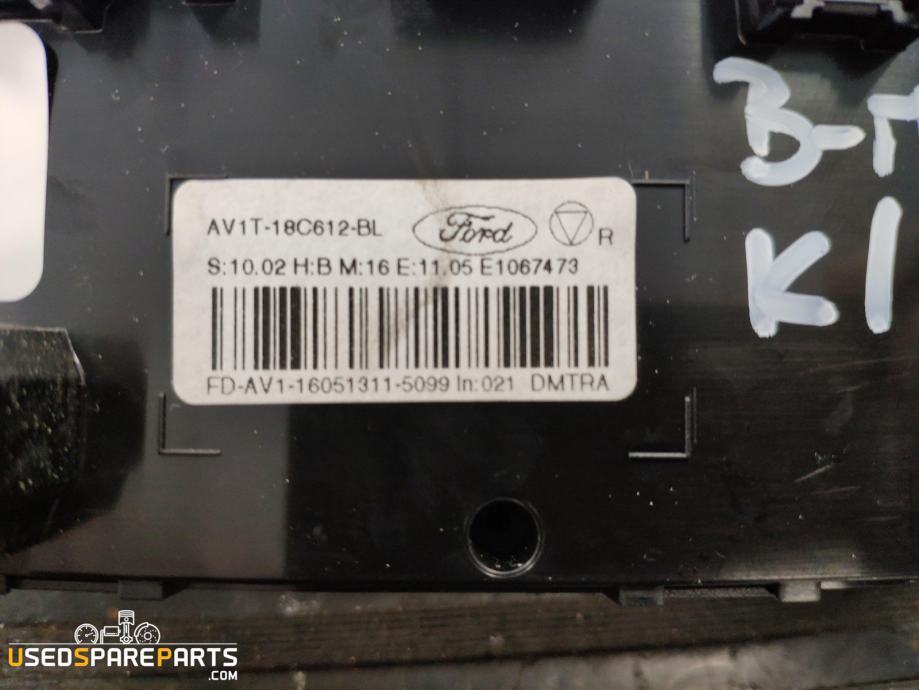 AV1T-18C612-BL Ford R
S:10.02 H:B M:16 E:11.05 E1067473
FD-AV1-16051311-5099 In:021 DMTRA
B-M
K1
USEDSPAREPARTS
.COM